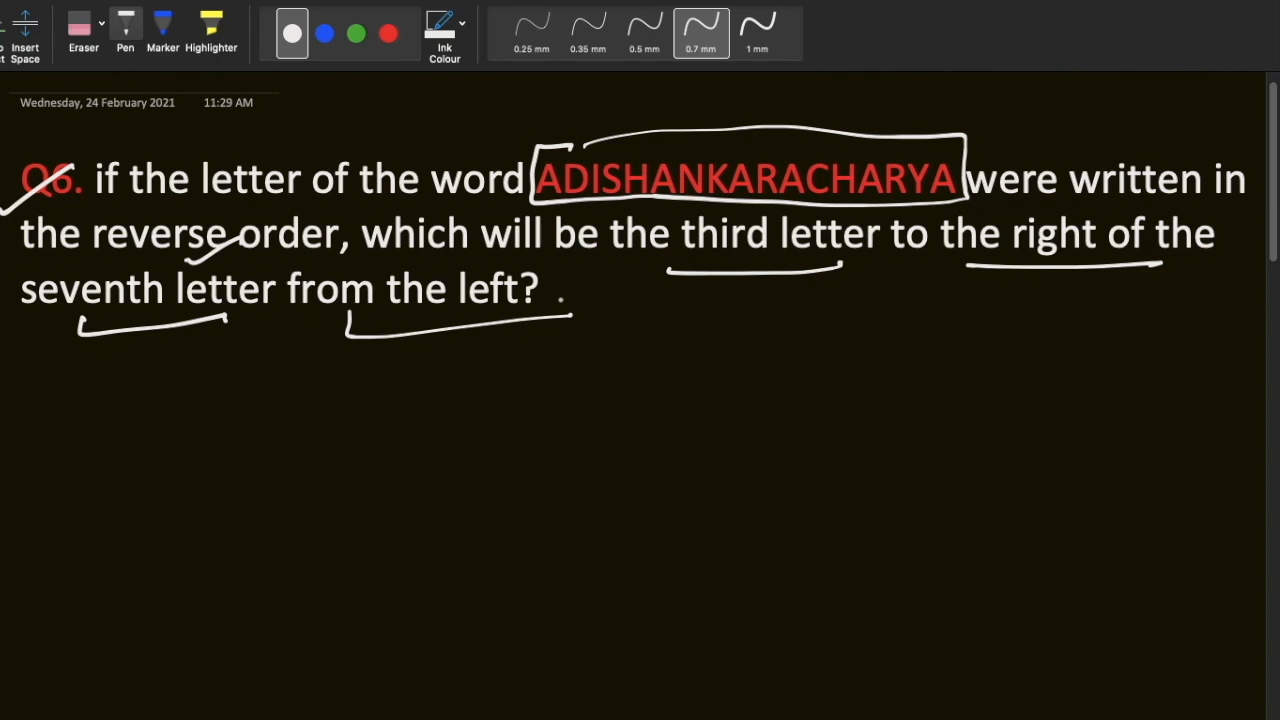 Insert
Space
Eraser
Pen
Marker
Highlighter
Ink
Colour
0.25 mm
0.35 mm
0.5 mm
0.7 mm
1 mm
Wednesday, 24 February 2021 11:29 AM
Q6. if the letter of the word ADISHANKARACHARYA were written in
the reverse order, which will be the third letter to the right of the
seventh letter from the left?